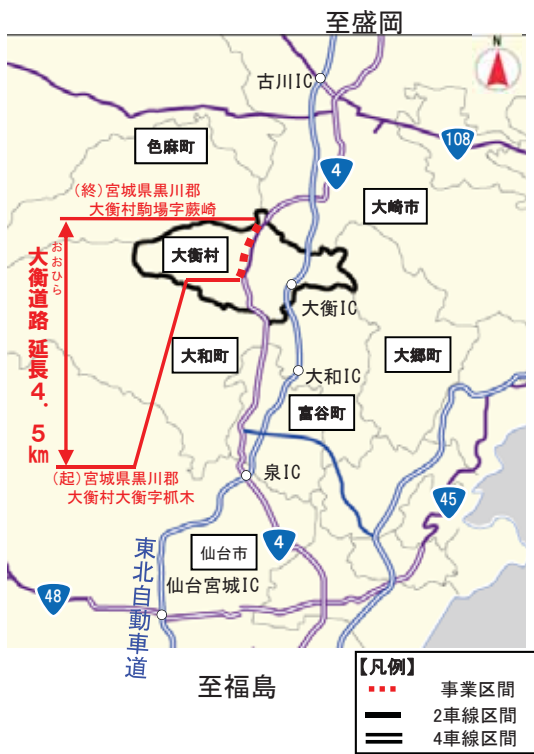 至盛岡
N
古川IC
色麻町
108
4
(終)宮城県黒川郡
大衡村駒場字蕨崎
大崎市
大衡村
おおひら
大衡道路 延長4.5km
大衡IC
大和町
大郷町
大和IC
富谷町
(起)宮城県黒川郡
大衡村大衡字枛木
泉IC
45
仙台市
4
東北自動車道
仙台宮城IC
48
至福島
【凡例】
事業区間
2車線区間
4車線区間